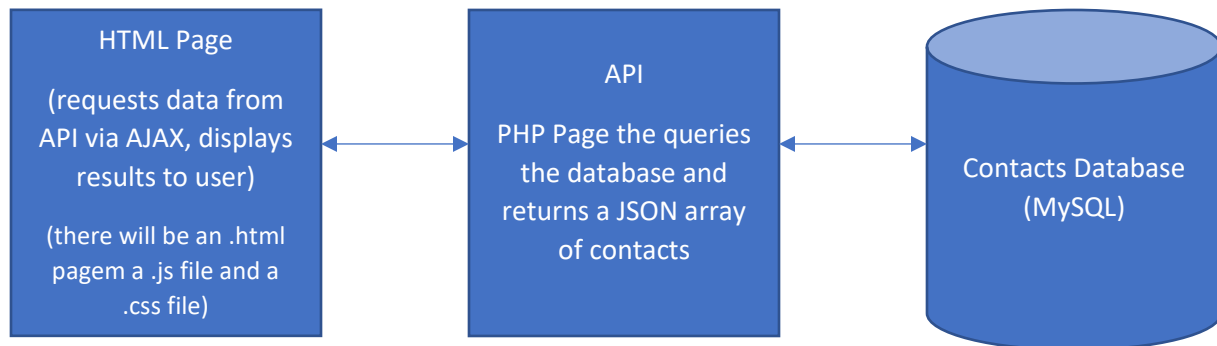 HTML Page
(requests data from
API via AJAX, displays
results to user)
(there will be an .html
pagem a .js file and a
.css file)
API
PHP Page the queries
the database and
returns a JSON array
of contacts
Contacts Database
(MySQL)